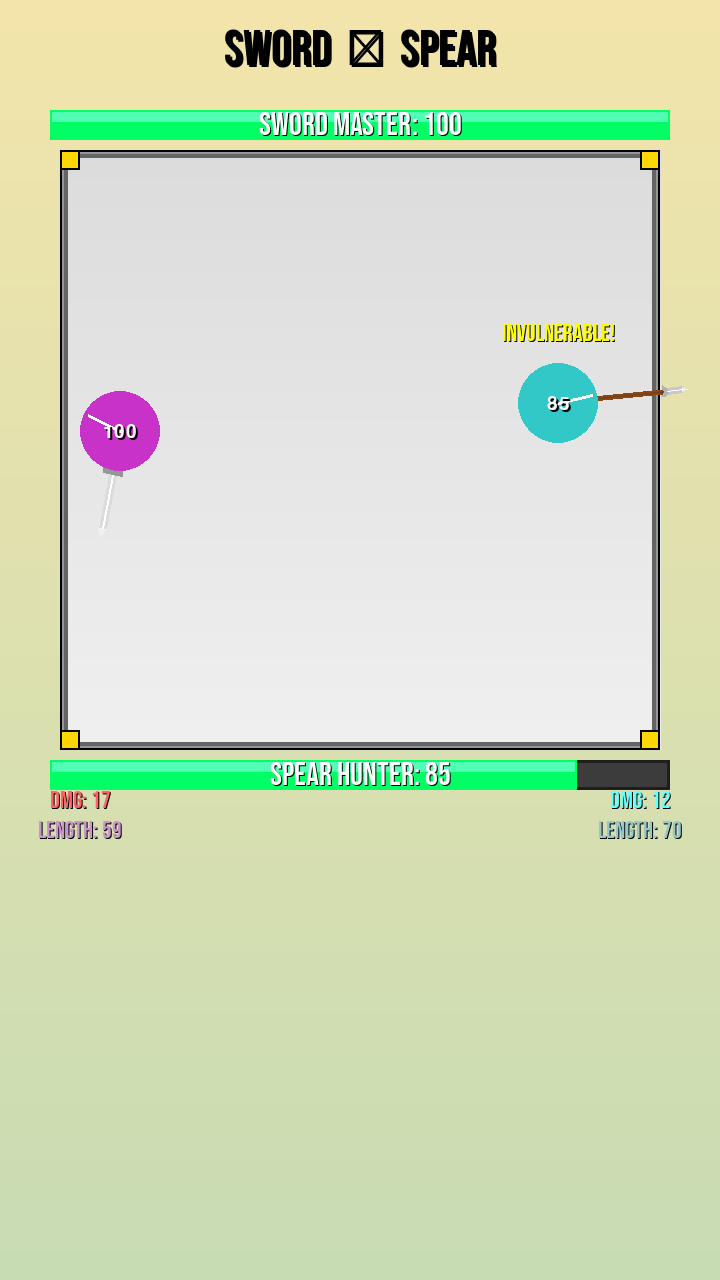 SWORD ⛝ SPEAR
SWORD MASTER: 100
INVULNERABLE!
85
100
SPEAR HUNTER: 85
DMG: 17
DMG: 12
LENGTH: 59
LENGTH: 70